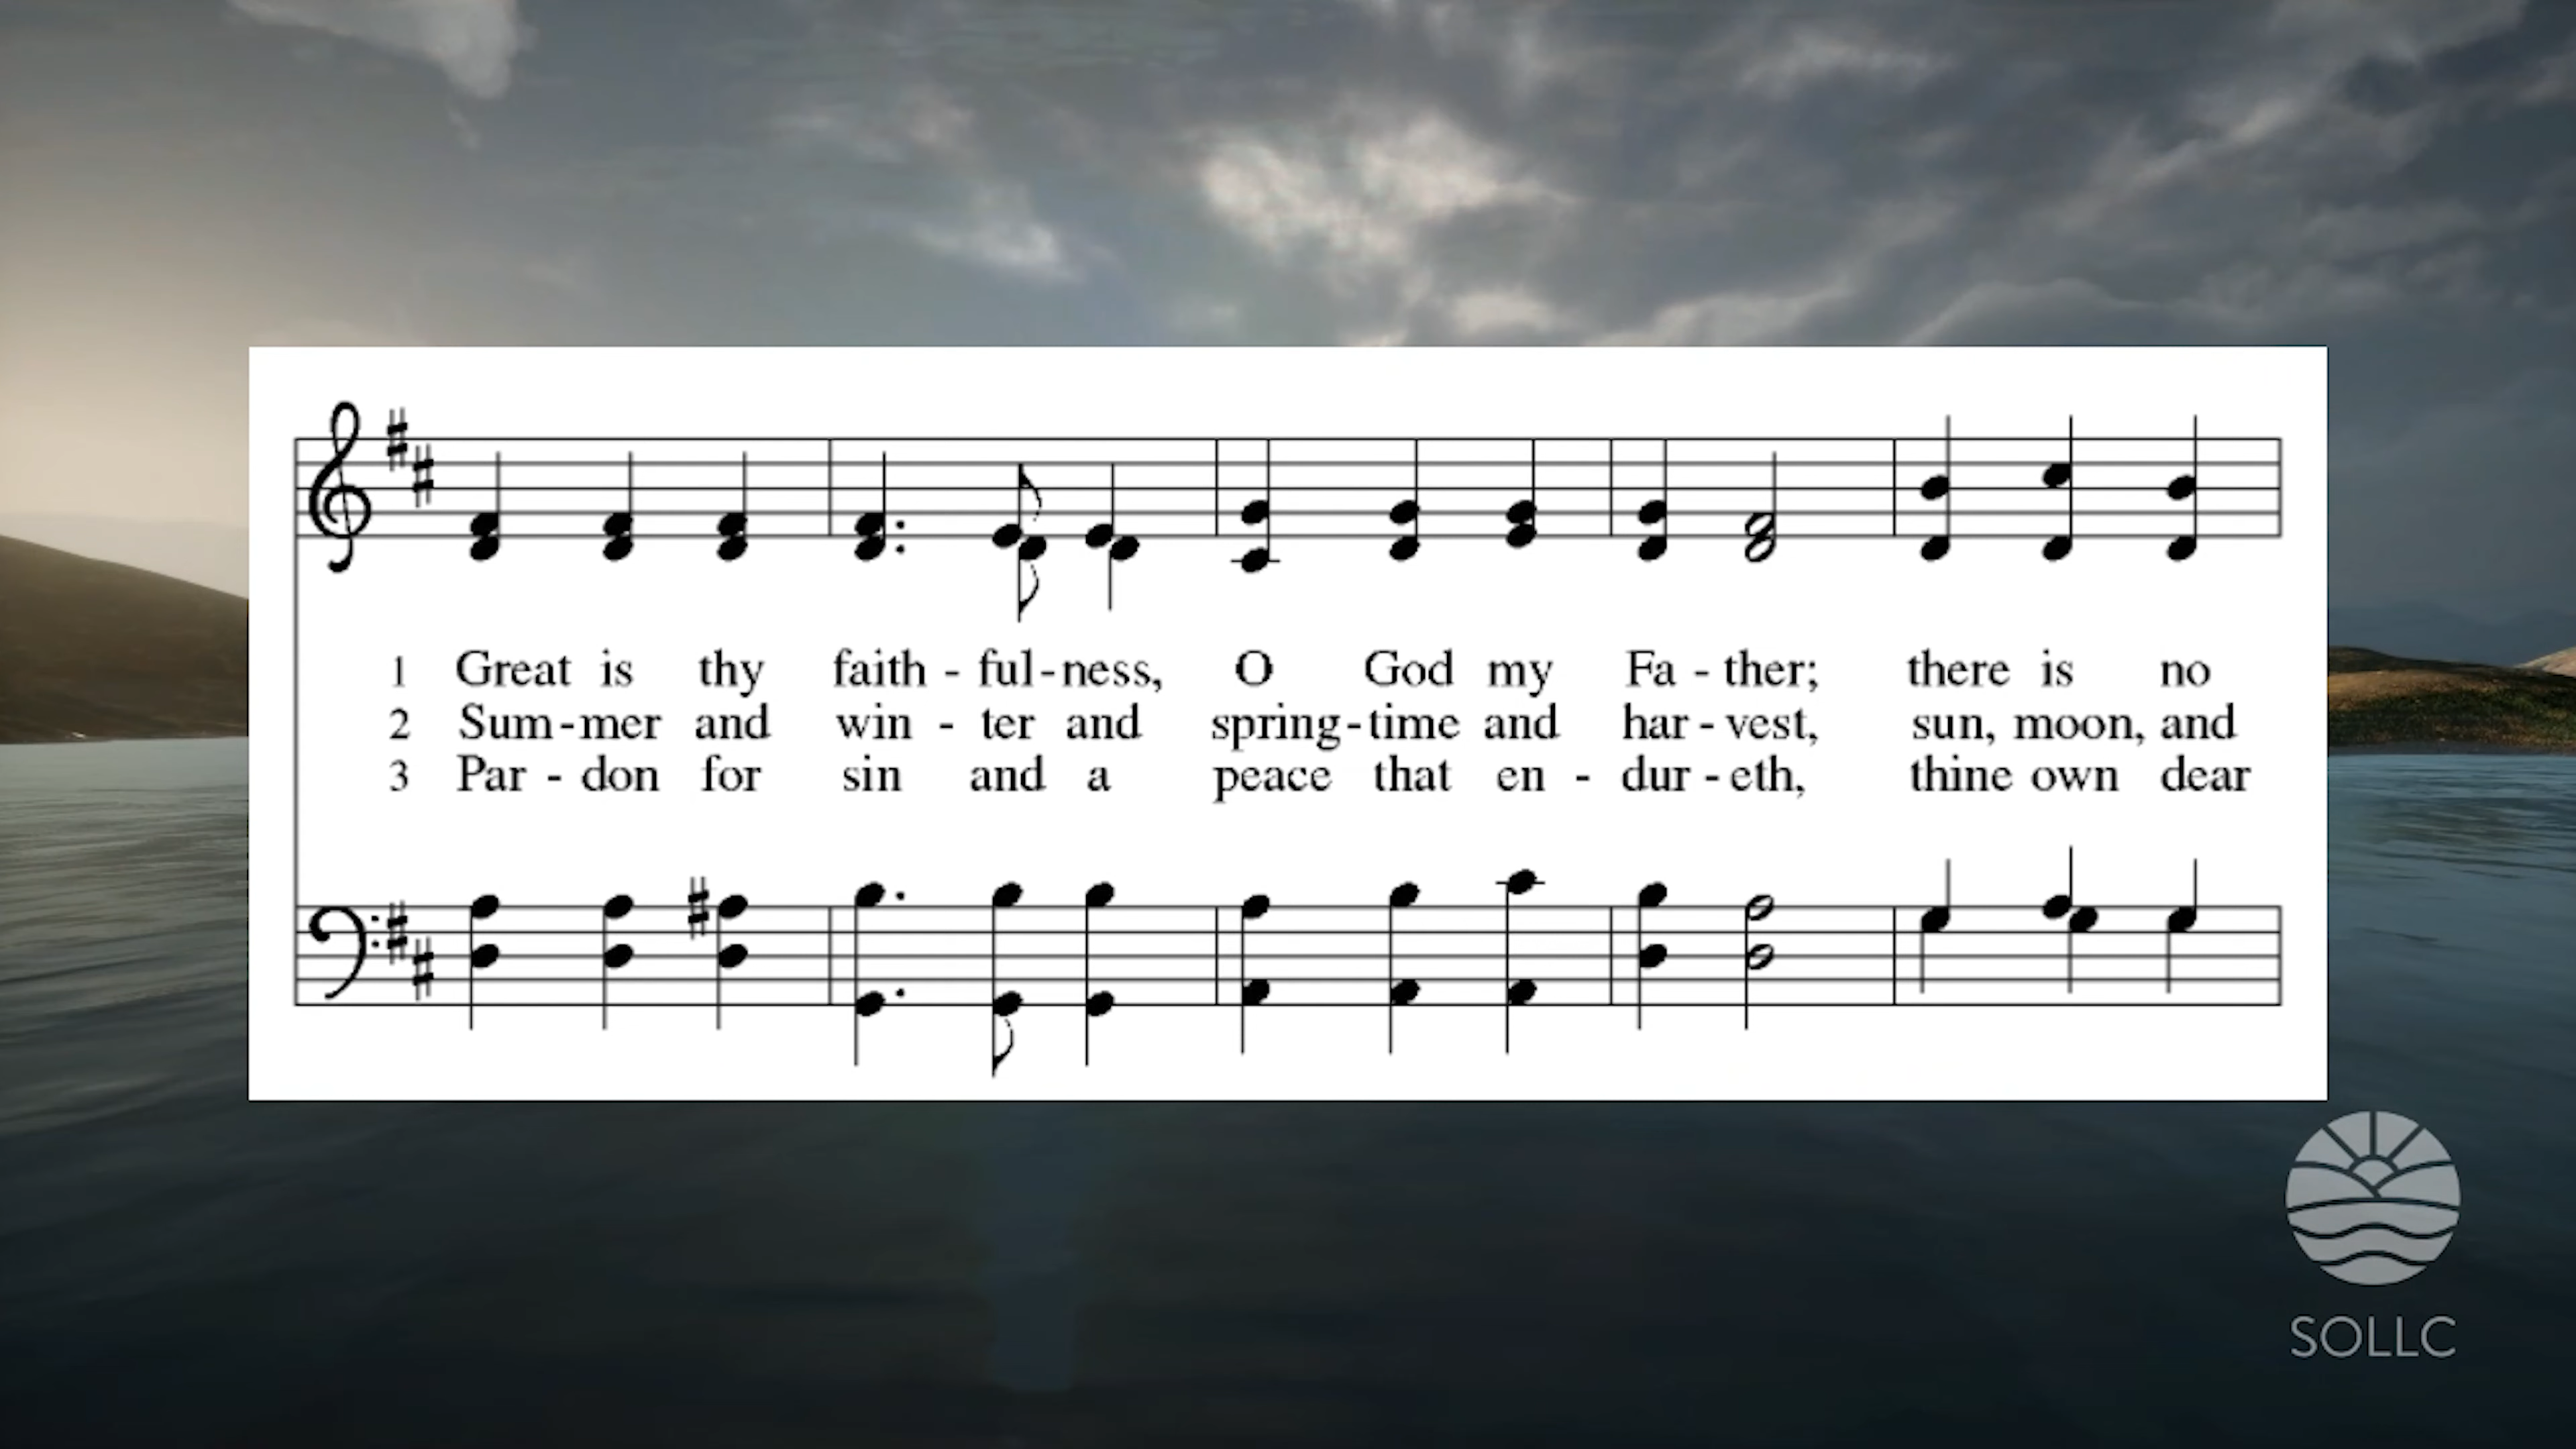 1 Great is thy faith - ful - ness, O God my Fa - ther; there is no
2 Sum - mer and win - ter and spring - time and har - vest, sun, moon, and
3 Par - don for sin and a peace that en - dur - eth, thine own dear
SOLLC